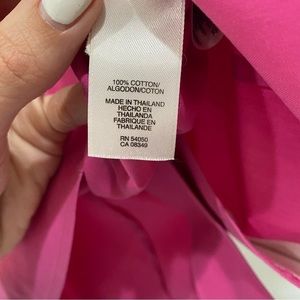 100% COTTON/
ALGODON/COTON
MADE IN THAILAND
HECHO EN
THAILANDA
FABRIQUE EN
THAILANDE
RN 54050
CA 08349